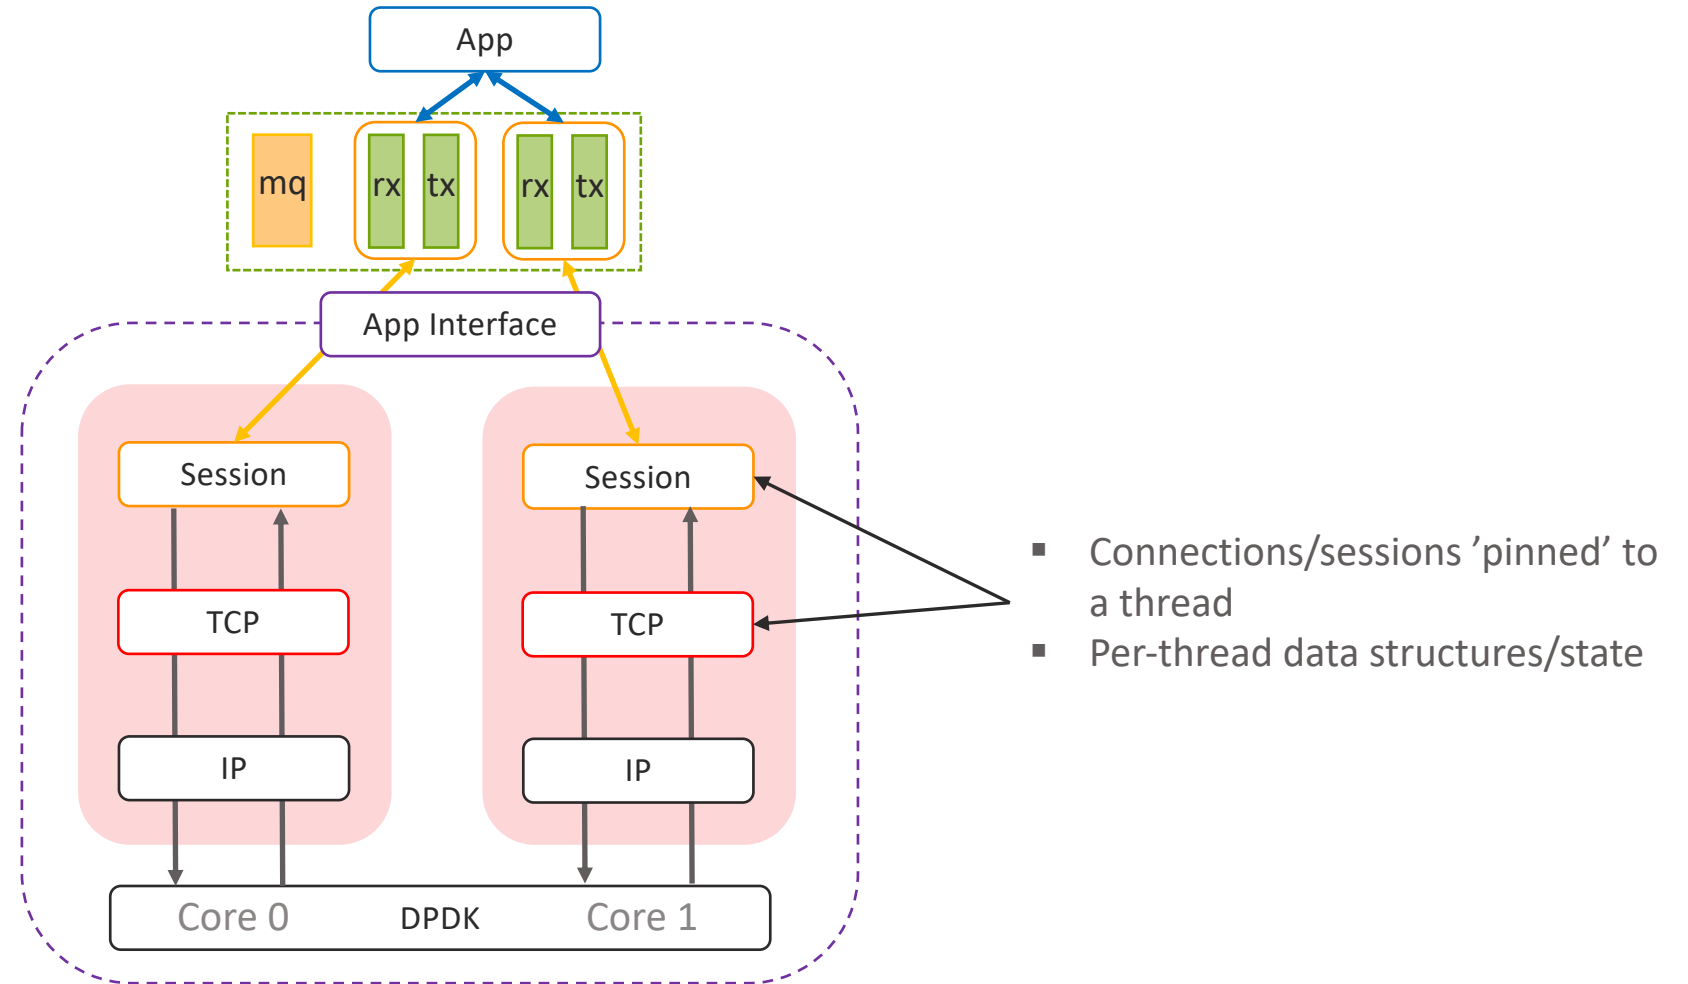 App
mq
rx
tx
rx
tx
App Interface
Session
Session
TCP
TCP
IP
IP
Core 0
DPDK
Core 1
▪ Connections/sessions ’pinned’ to
a thread
▪ Per-thread data structures/state